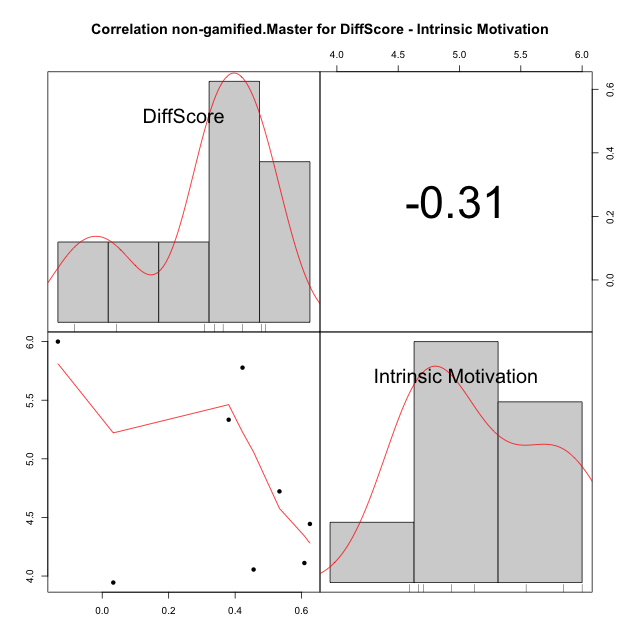 Correlation non-gamified.Master for DiffScore - Intrinsic Motivation
4.0 4.5 5.0 5.5 6.0
DiffScore
-0.31
0.6
0.4
0.2
0.0
6.0
5.5
5.0
4.5
4.0
Intrinsic Motivation
0.0 0.2 0.4 0.6